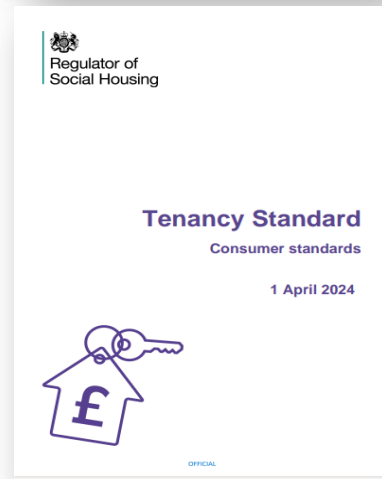 Regulator of
Social Housing
Tenancy Standard
Consumer standards
1 April 2024
£
OFFICIAL